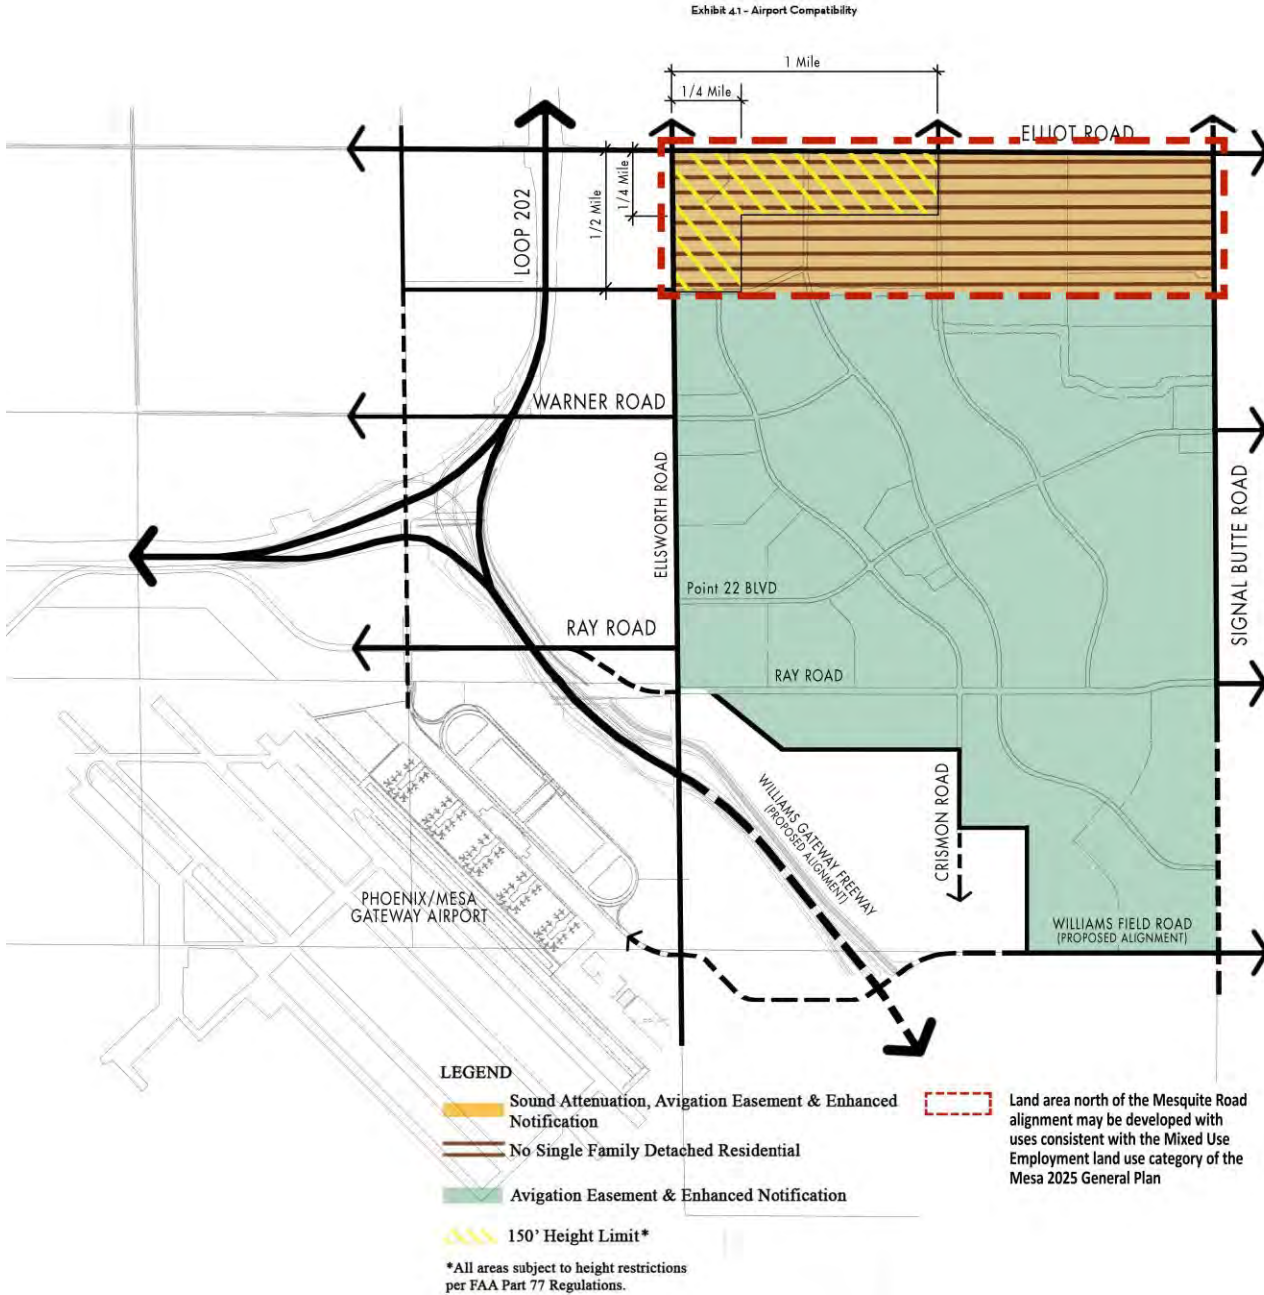 Exhibit 4.1 - Airport Compatibility
1 Mile
1/4 Mile
ELLIOT ROAD
1/4 Mile
1/2 Mile
LOOP 202
WARNER ROAD
ELLSWORTH ROAD
SIGNAL BUTTE ROAD
Point 22 BLVD
RAY ROAD
RAY ROAD
CRISMON ROAD
WILLIAMS GATEWAY FREEWAY
(PROPOSED ALIGNMENT)
PHOENIX/MESA
GATEWAY AIRPORT
WILLIAMS FIELD ROAD
(PROPOSED ALIGNMENT)
LEGEND
Sound Attenuation, Avigation Easement & Enhanced
Notification
No Single Family Detached Residential
Avigation Easement & Enhanced Notification
150' Height Limit*
*All areas subject to height restrictions
per FAA Part 77 Regulations.
Land area north of the Mesquite Road
alignment may be developed with
uses consistent with the Mixed Use
Employment land use category of the
Mesa 2025 General Plan